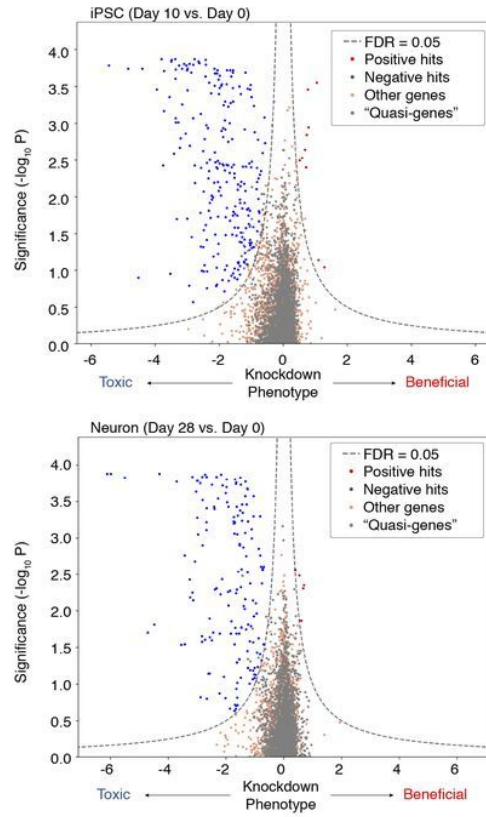 iPSC (Day 10 vs. Day 0)
4.0
3.5
3.0
2.5
2.0
1.5
1.0
0.5
0.0
Significance (-log10 P)
FDR = 0.05
Positive hits
Negative hits
Other genes
“Quasi-genes”
-6 -4 -2 0 2 4 6
Toxic Knockdown Phenotype Beneficial
Neuron (Day 28 vs. Day 0)
4.0
3.5
3.0
2.5
2.0
1.5
1.0
0.5
0.0
Significance (-log10 P)
FDR = 0.05
Positive hits
Negative hits
Other genes
“Quasi-genes”
-6 -4 -2 0 2 4 6
Toxic Knockdown Phenotype Beneficial